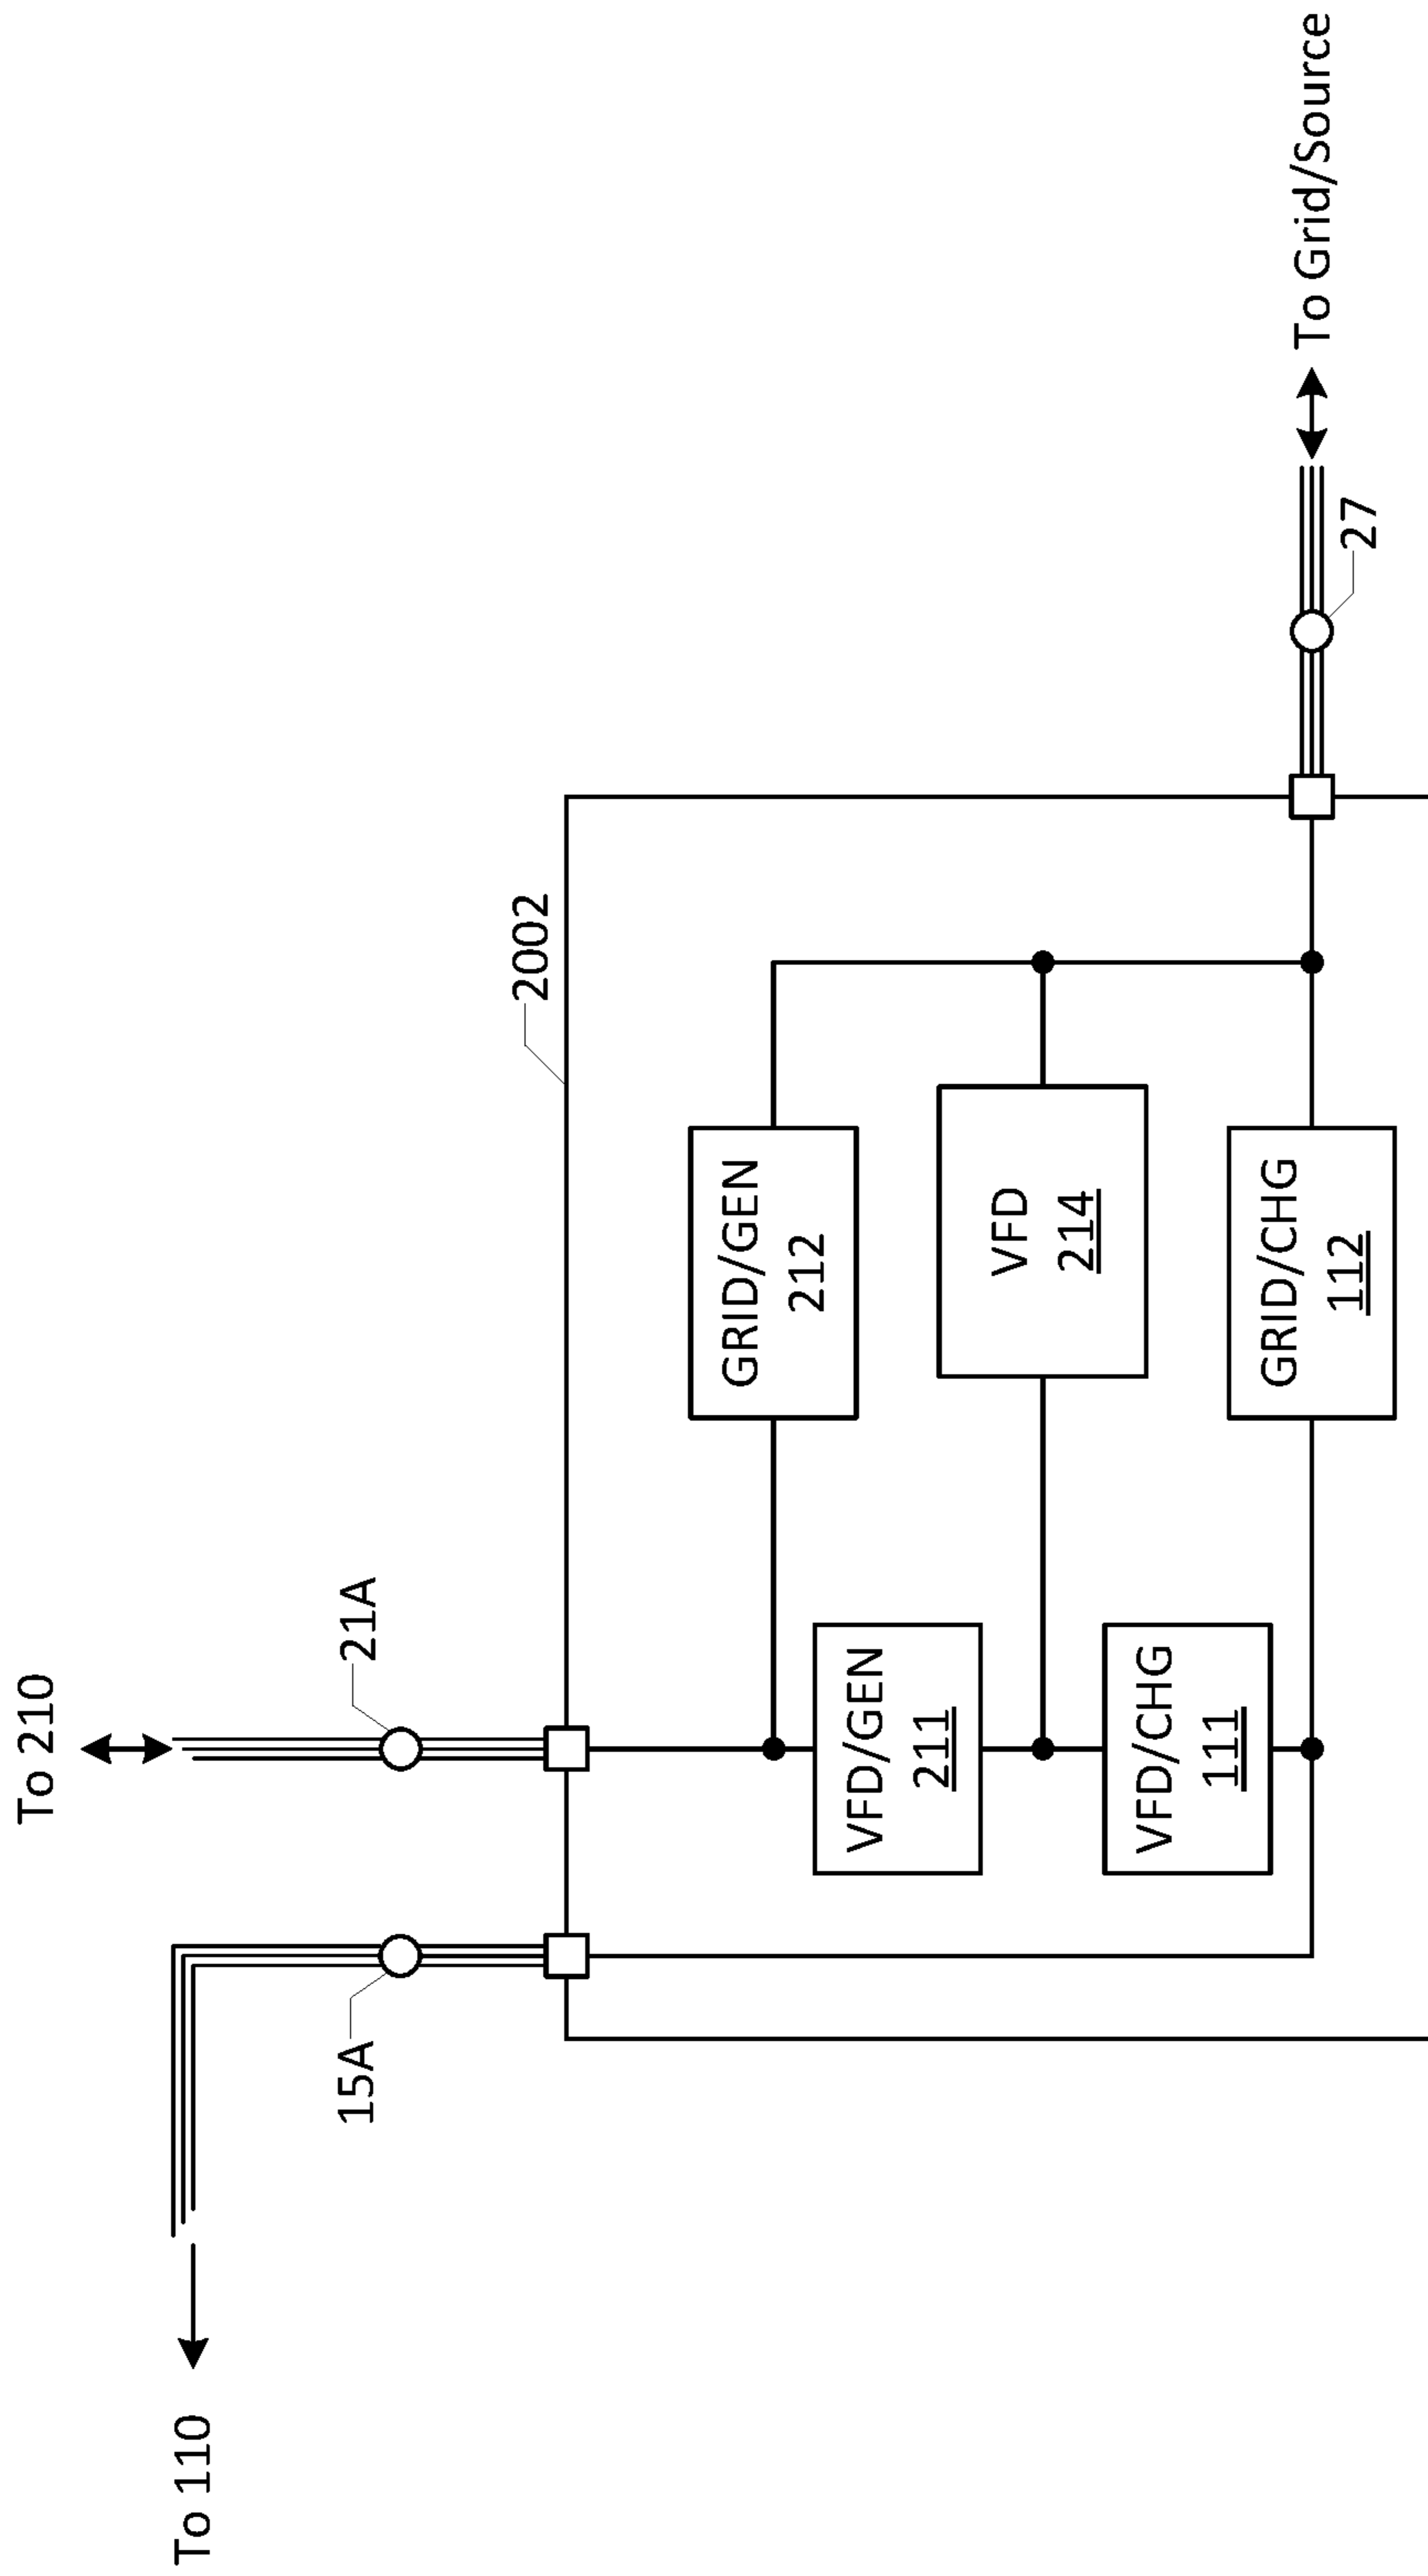 To 110
To 210
15A
21A
2002
VFD/GEN
211
GRID/GEN
212
VFD
214
VFD/CHG
111
GRID/CHG
112
27
To Grid/Source